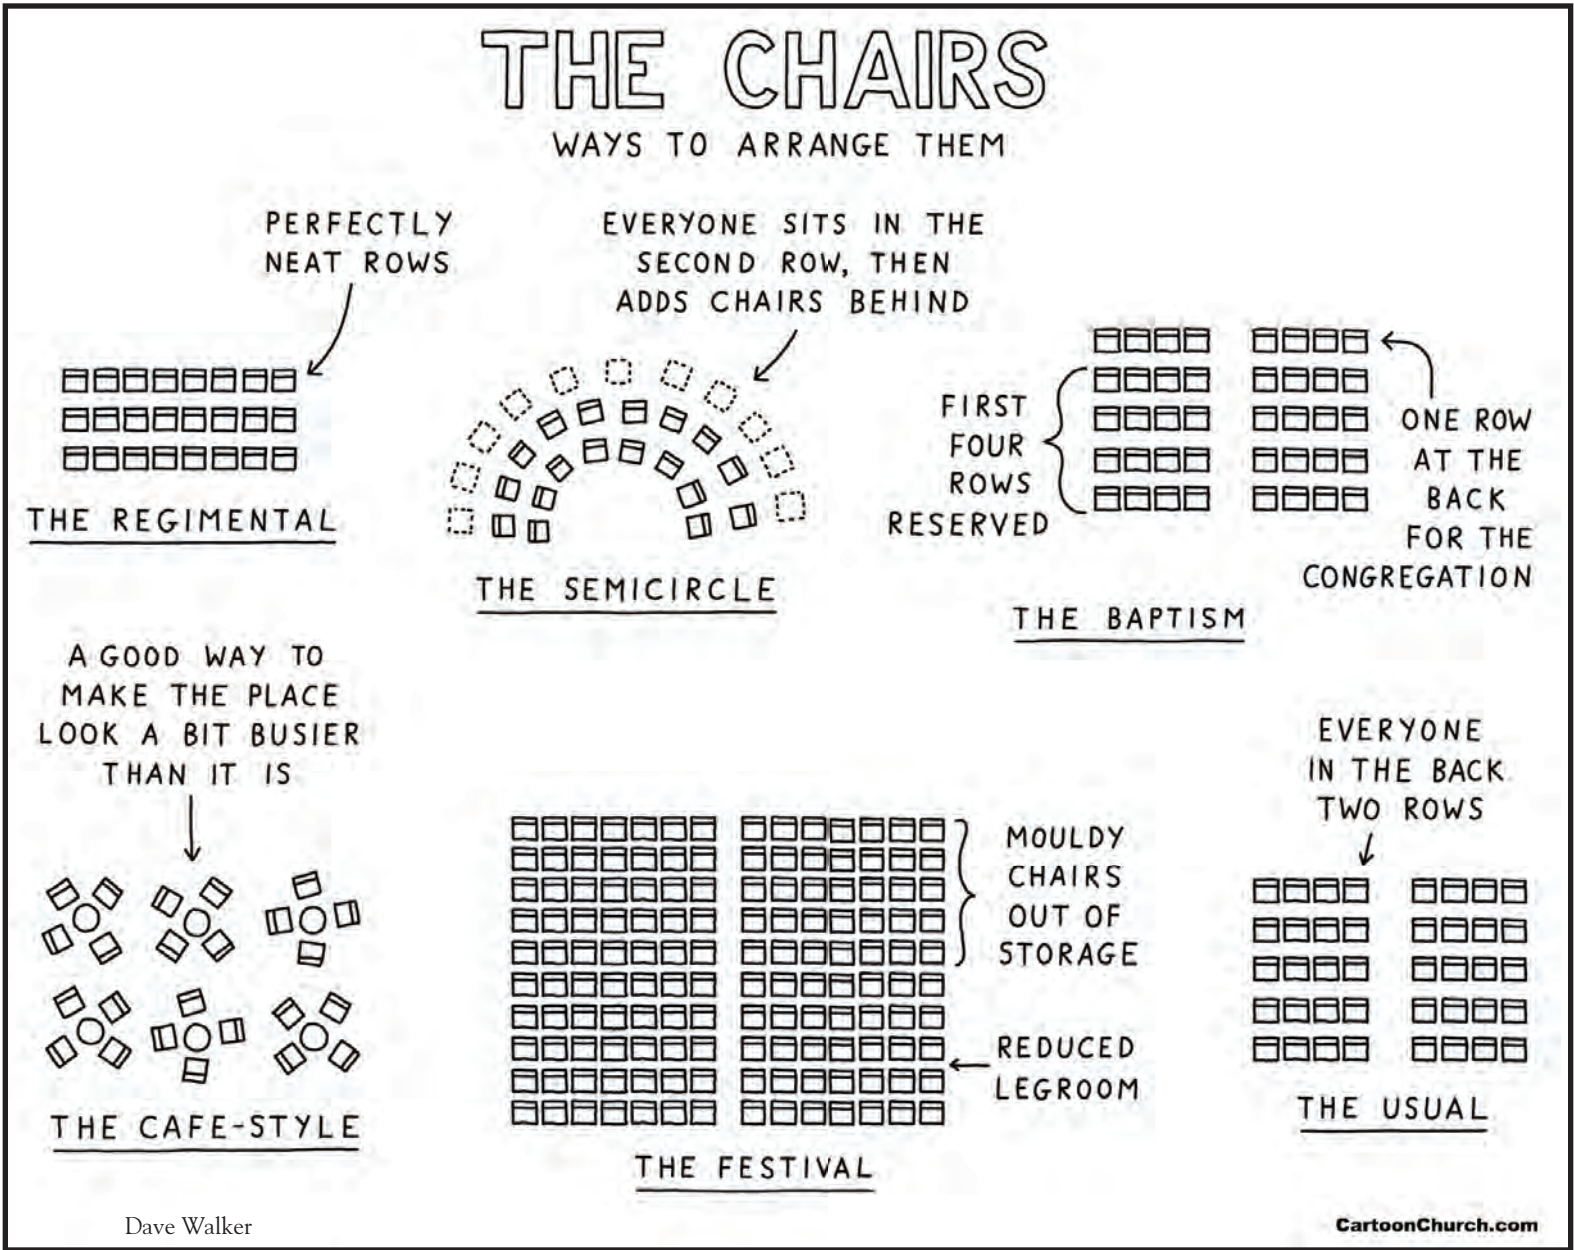 THE CHAIRS
WAYS TO ARRANGE THEM
PERFECTLY
NEAT ROWS
THE REGIMENTAL
EVERYONE SITS IN THE
SECOND ROW, THEN
ADDS CHAIRS BEHIND
THE SEMICIRCLE
FIRST
FOUR
ROWS
RESERVED
ONE ROW
AT THE
BACK
FOR THE
CONGREGATION
THE BAPTISM
A GOOD WAY TO
MAKE THE PLACE
LOOK A BIT BUSIER
THAN IT IS
THE CAFE-STYLE
MOULDY
CHAIRS
OUT OF
STORAGE
REDUCED
LEGROOM
THE FESTIVAL
EVERYONE
IN THE BACK
TWO ROWS
THE USUAL
Dave Walker
CartoonChurch.com